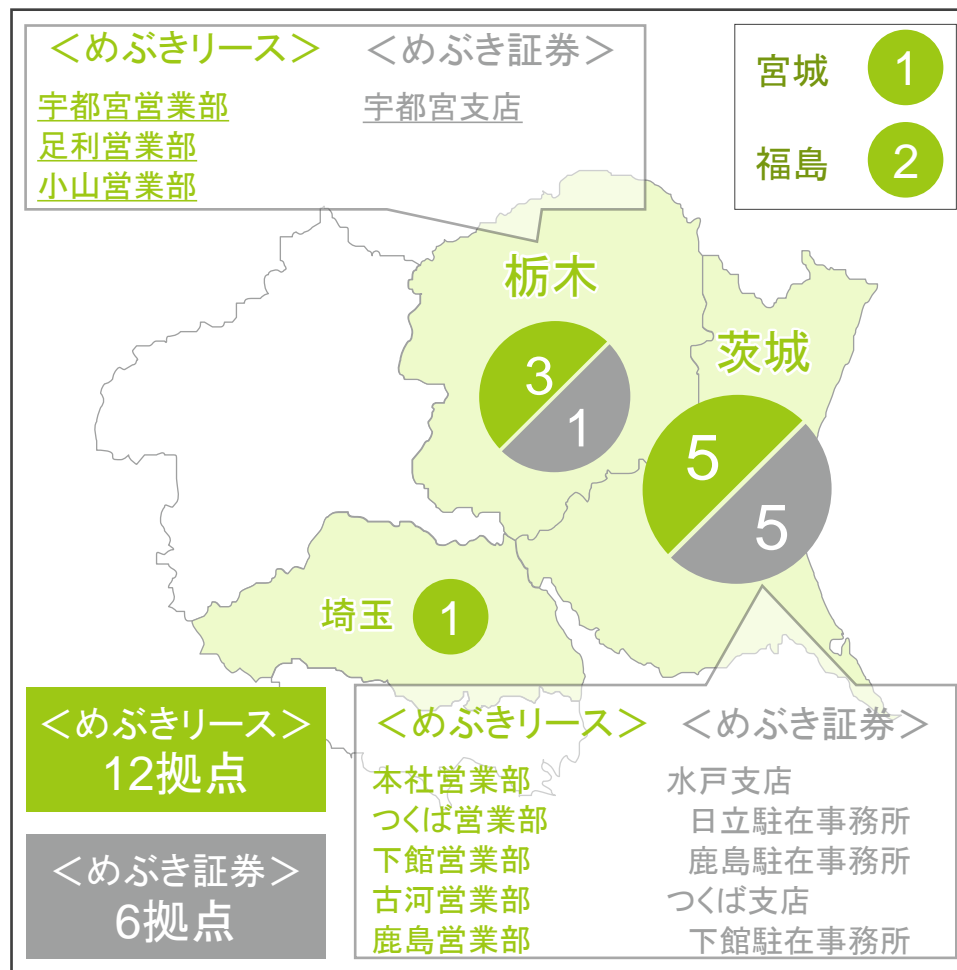 ＜めぶきリース＞ ＜めぶき証券＞
宇都宮営業部 宇都宮支店
足利営業部
小山営業部
宮城 1
福島 2
栃木
3
1
茨城
5
5
埼玉 1
＜めぶきリース＞
12拠点
＜めぶき証券＞
6拠点
＜めぶきリース＞ ＜めぶき証券＞
本社営業部 水戸支店
つくば営業部 日立駐在事務所
下館営業部 鹿島駐在事務所
古河営業部 つくば支店
鹿島営業部 下館駐在事務所